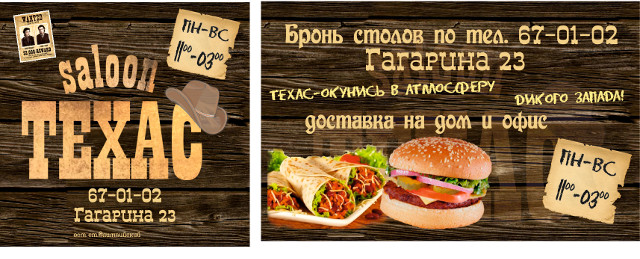 WANTED
ПН-ВС
11⁰⁰-03⁰⁰
saloon
ТЕХАС
67-01-02
Гагарина 23
Бронь столов по тел. 67-01-02
Гагарина 23
ТЕХАС-ОКУНИСЬ В АТМОСФЕРУ
ДИКОГО ЗАПАДА!
доставка на дом и офис
ПН-ВС
11⁰⁰-03⁰⁰